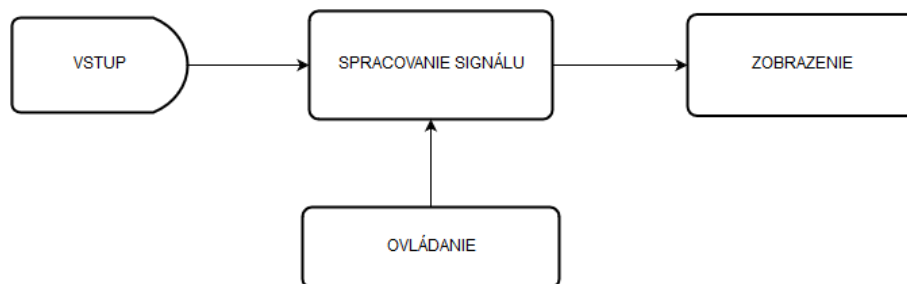 VSTUP
SPRACOVANIE SIGNÁLU
ZOBRAZENIE
OVLÁDANIE